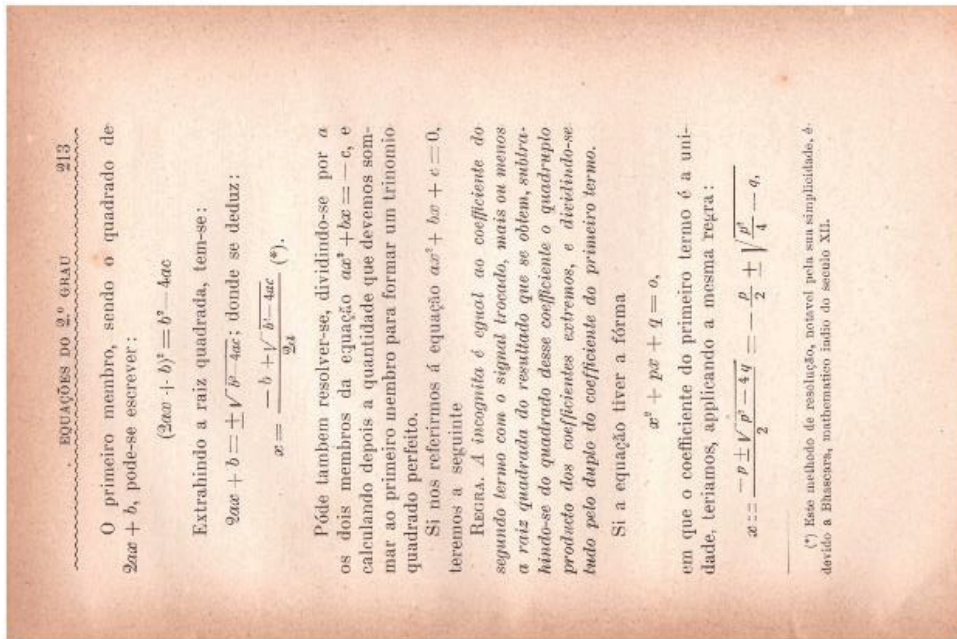 EQUAÇÕES DO 2.º GRAU 213
O primeiro membro, sendo o quadrado de
2ax + b, pode-se escrever:
(2ax + b)² = b² — 4ac
Extrahindo a raiz quadrada, tem-se:
2ax + b = ± √b² 4ac; donde se deduz:
x = — b + √b² — 4ac / 2a (*).
Póde tambem resolver-se, dividindo-se por a
os dois membros da equação ax² + bx = — c, e
calculando depois a quantidade que devemos som-
mar ao primeiro membro para formar um trinomio
quadrado perfeito.
Si nos referirmos á equação ax² + bx + c = 0,
teremos a seguinte
REGRA. A incognita é egual ao coefficiente do
segundo termo com o signal trocado, mais ou menos
a raiz quadrada do resultado que se obtem, subtra-
hindo-se do quadrado desse coefficiente o quadruplo
producto dos coefficientes extremos, e dividindo-se
tudo pelo duplo do coefficiente do primeiro termo.
Si a equação tiver a fórma
x² + px + q = o,
em que o coefficiente do primeiro termo é a uni-
dade, teriamos, applicando a mesma regra:
x = —p ± √p² — 4q / 2 = — p / 2 ± √p² / 4 — q,
(*) Este methodo de resolução, notavel pela sua simplicidade, é
devido a Bhascara, mathematico indio do seculo XII.